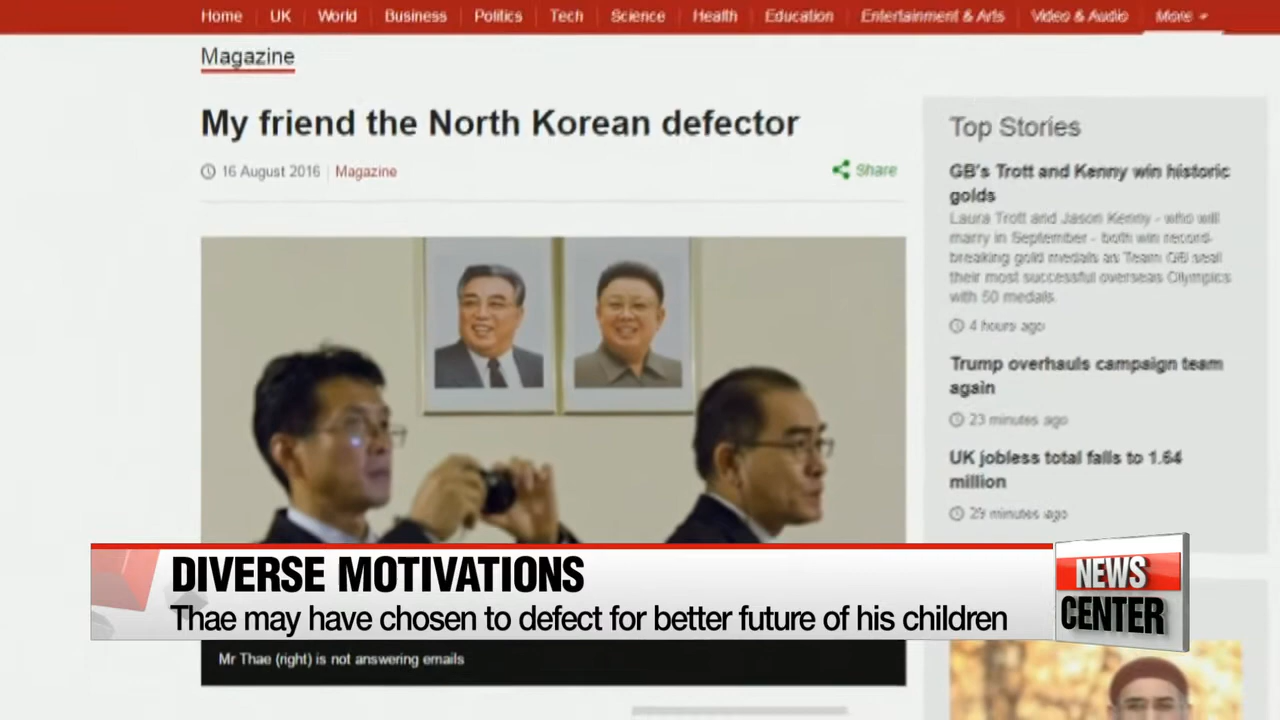 Home UK World Business Politics Tech Science Health Education Entertainment & Arts Video & Audio More
Magazine
My friend the North Korean defector
16 August 2016 Magazine
Share
Top Stories
GB's Trott and Kenny win historic
golds
Laura Trott and Jason Kenny - who will
marry in September - both win record-
breaking gold medals as Team GB seal
their most successful overseas Olympics
with 50 medals.
4 hours ago
Trump overhauls campaign team
again
23 minutes ago
UK jobless total falls to 1.64
million
29 minutes ago
DIVERSE MOTIVATIONS
Thae may have chosen to defect for better future of his children
NEWS
CENTER
Mr Thae (right) is not answering emails